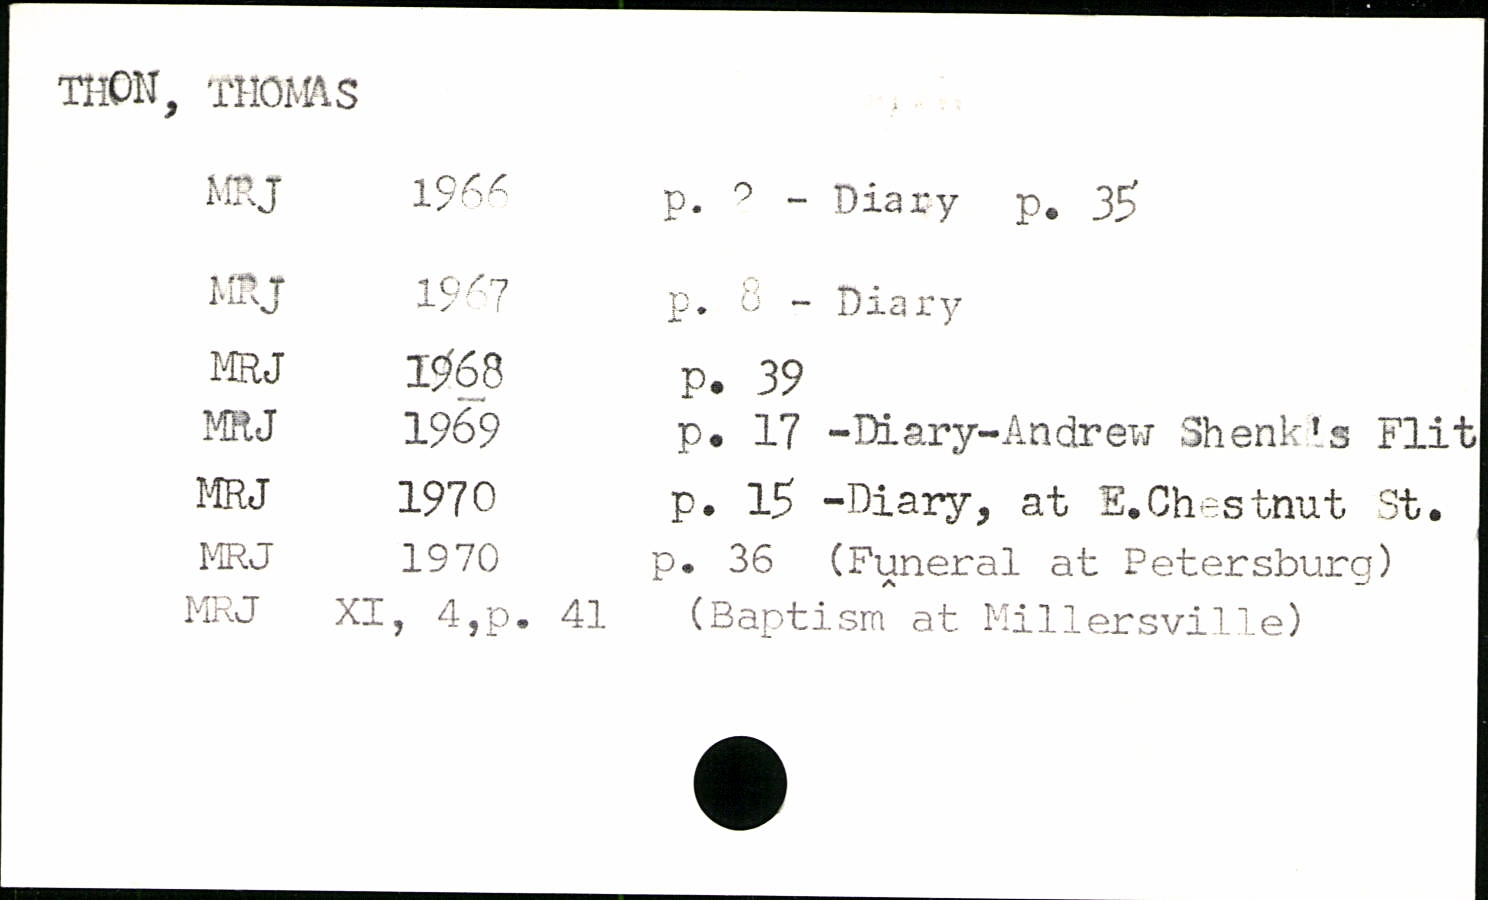 THON, THOMAS
MRJ 1966 p. ? - Diary p. 35
MRJ 1967 p. 8 - Diary
MRJ 1968 p. 39
MRJ 1969 p. 17 -Diary-Andrew Shenk's Flit
MRJ 1970 p. 15 -Diary, at E.Chestnut St.
MRJ 1970 p. 36 (Funeral at Petersburg)
MRJ XI, 4,p. 41 (Baptism at Millersville)